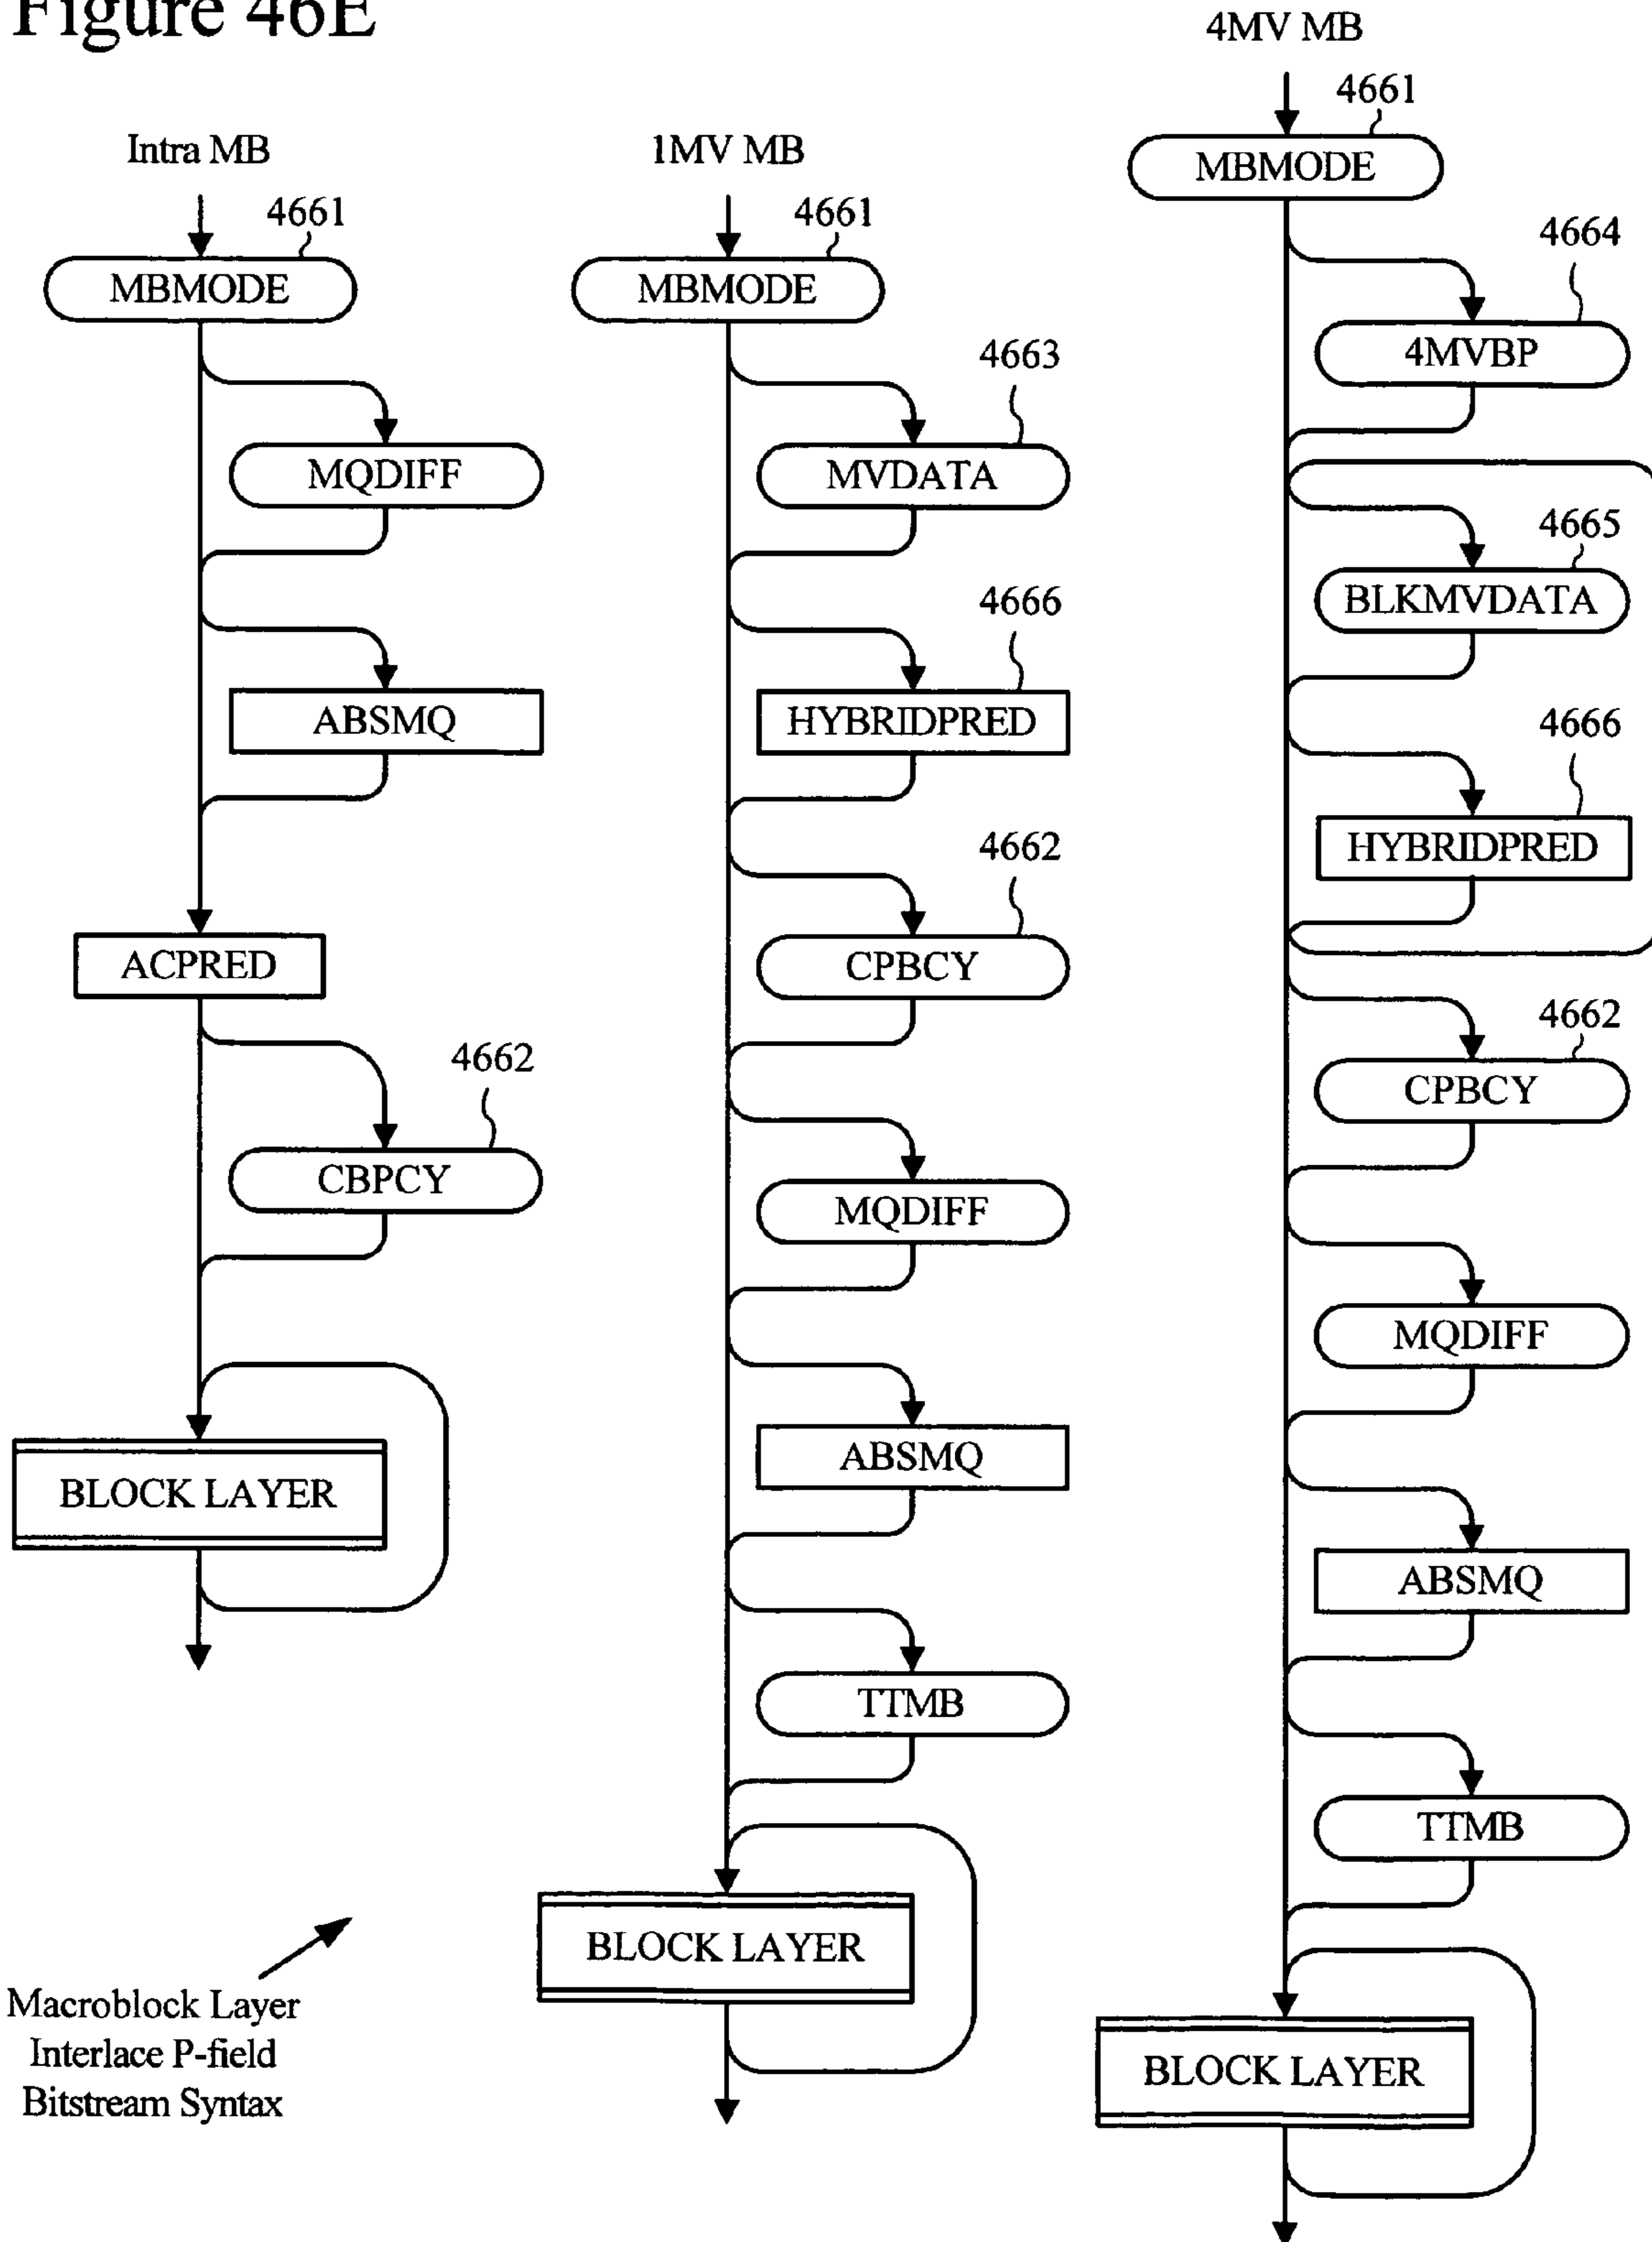 Figure 46E
Intra MB
4661
MBMODE
MQDIFF
ABSMQ
ACPRED
4662
CBPCY
BLOCK LAYER
1MV MB
4661
MBMODE
4663
MVDATA
4666
HYBRIDPRED
4662
CPBCY
MQDIFF
ABSMQ
TTMB
BLOCK LAYER
4MV MB
4661
MBMODE
4664
4MVBP
4665
BLKMVDATA
4666
HYBRIDPRED
4662
CPBCY
MQDIFF
ABSMQ
TTMB
BLOCK LAYER
Macroblock Layer
Interlace P-field
Bitstream Syntax